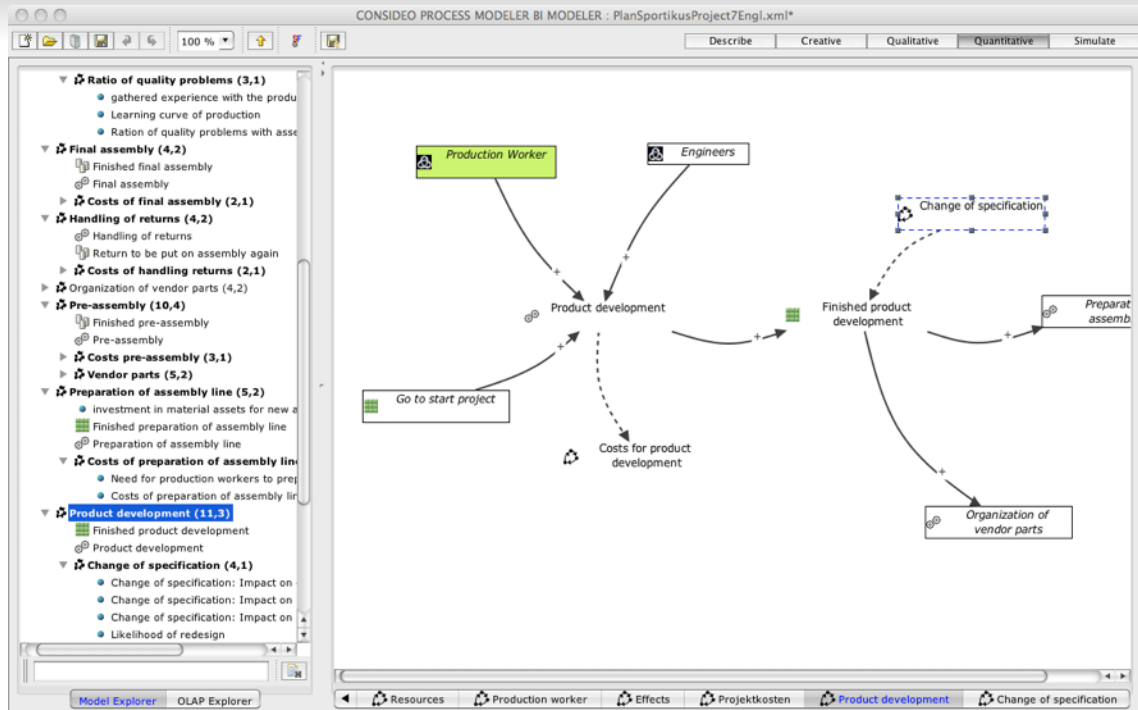 CONSIDEO PROCESS MODELER BI MODELER : PlanSportikusProject7Engl.xml*
100 %
Describe
Creative
Qualitative
Quantitative
Simulate
Ratio of quality problems (3,1)
gathered experience with the produ
Learning curve of production
Ration of quality problems with asse
Final assembly (4,2)
Finished final assembly
Final assembly
Costs of final assembly (2,1)
Handling of returns (4,2)
Handling of returns
Return to be put on assembly again
Costs of handling returns (2,1)
Organization of vendor parts (4,2)
Pre-assembly (10,4)
Finished pre-assembly
Pre-assembly
Costs pre-assembly (3,1)
Vendor parts (5,2)
Preparation of assembly line (5,2)
investment in material assets for new a
Finished preparation of assembly line
Preparation of assembly line
Costs of preparation of assembly line
Need for production workers to prep
Costs of preparation of assembly lin
Product development (11,3)
Finished product development
Product development
Change of specification (4,1)
Change of specification: Impact on
Change of specification: Impact on
Change of specification: Impact on
Likelihood of redesign
Model Explorer
OLAP Explorer
Production Worker
Engineers
Change of specification
+
+
Product development
Finished product
development
Preparat
assemb
+
+
+
Go to start project
Costs for product
development
+
Organization of
vendor parts
Resources
Production worker
Effects
Projektkosten
Product development
Change of specification